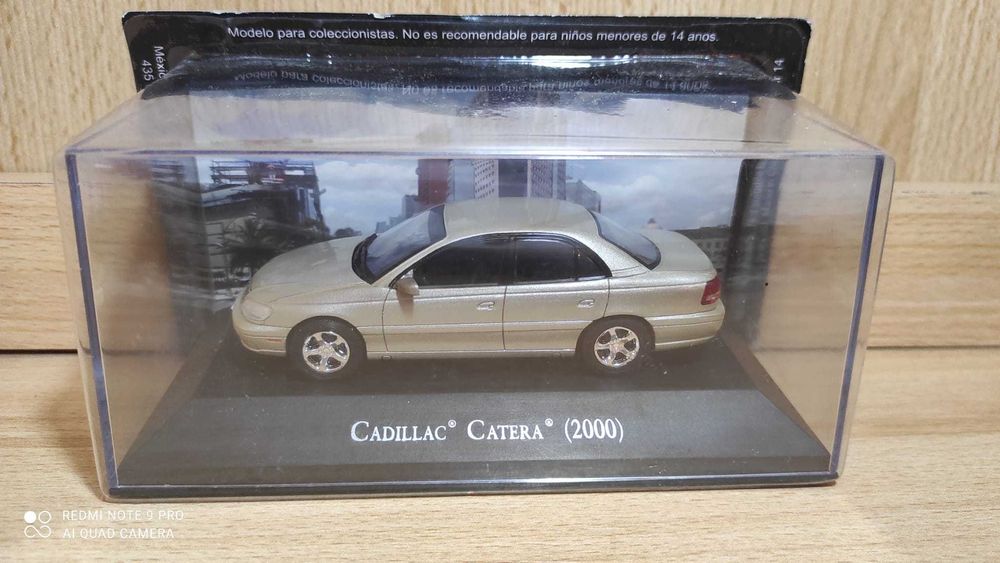 Modelo para coleccionistas. No es recomendable para niños menores de 14 anos.
435
14
CADILLAC® CATERA® (2000)
REDMI NOTE 9 PRO
AI QUAD CAMERA